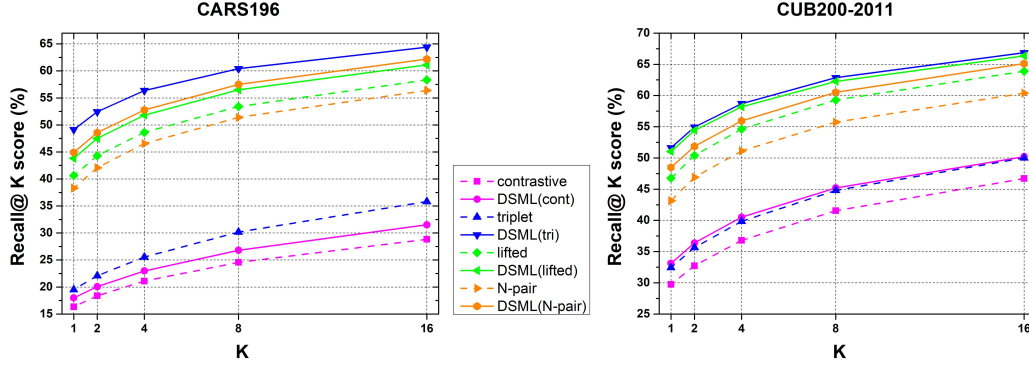 CARS196
65
60
55
50
45
40
35
30
25
20
15
1
2
4
8
16
Recall@ K score (%)
K
contrastive
DSML(cont)
triplet
DSML(tri)
lifted
DSML(lifted)
N-pair
DSML(N-pair)
CUB200-2011
70
65
60
55
50
45
40
35
30
25
1
2
4
8
16
Recall@ K score (%)
K